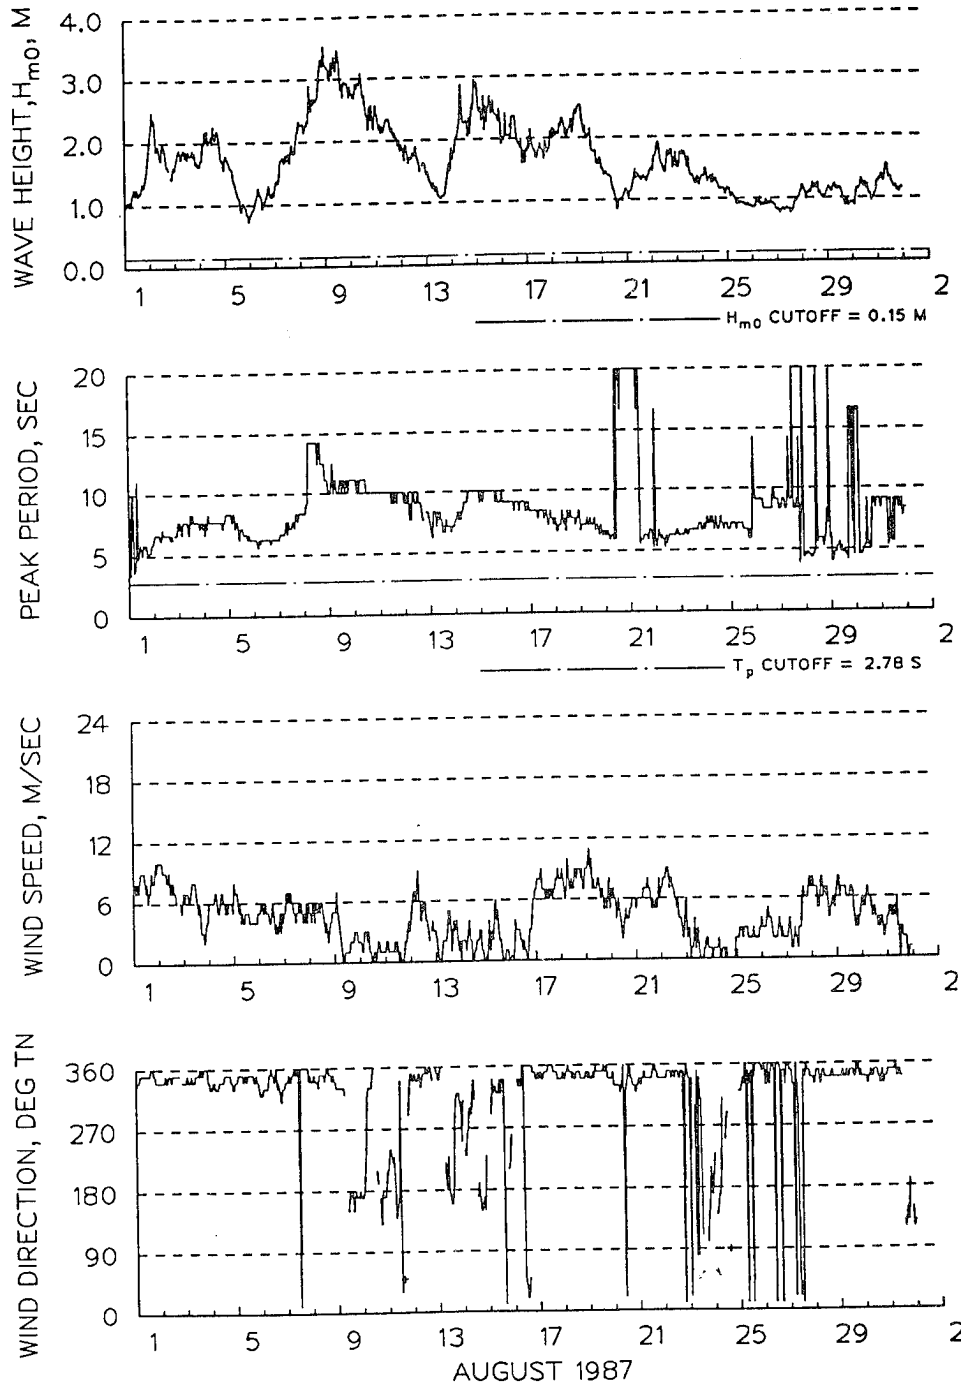 WAVE HEIGHT, Hm0, M
4.0
3.0
2.0
1.0
0.0
1 5 9 13 17 21 25 29 2
Hm0 CUTOFF = 0.15 M
PEAK PERIOD, SEC
20
15
10
5
0
1 5 9 13 17 21 25 29 2
Tp CUTOFF = 2.78 S
WIND SPEED, M/SEC
24
18
12
6
0
1 5 9 13 17 21 25 29 2
WIND DIRECTION, DEG TN
360
270
180
90
0
1 5 9 13 17 21 25 29 2
AUGUST 1987